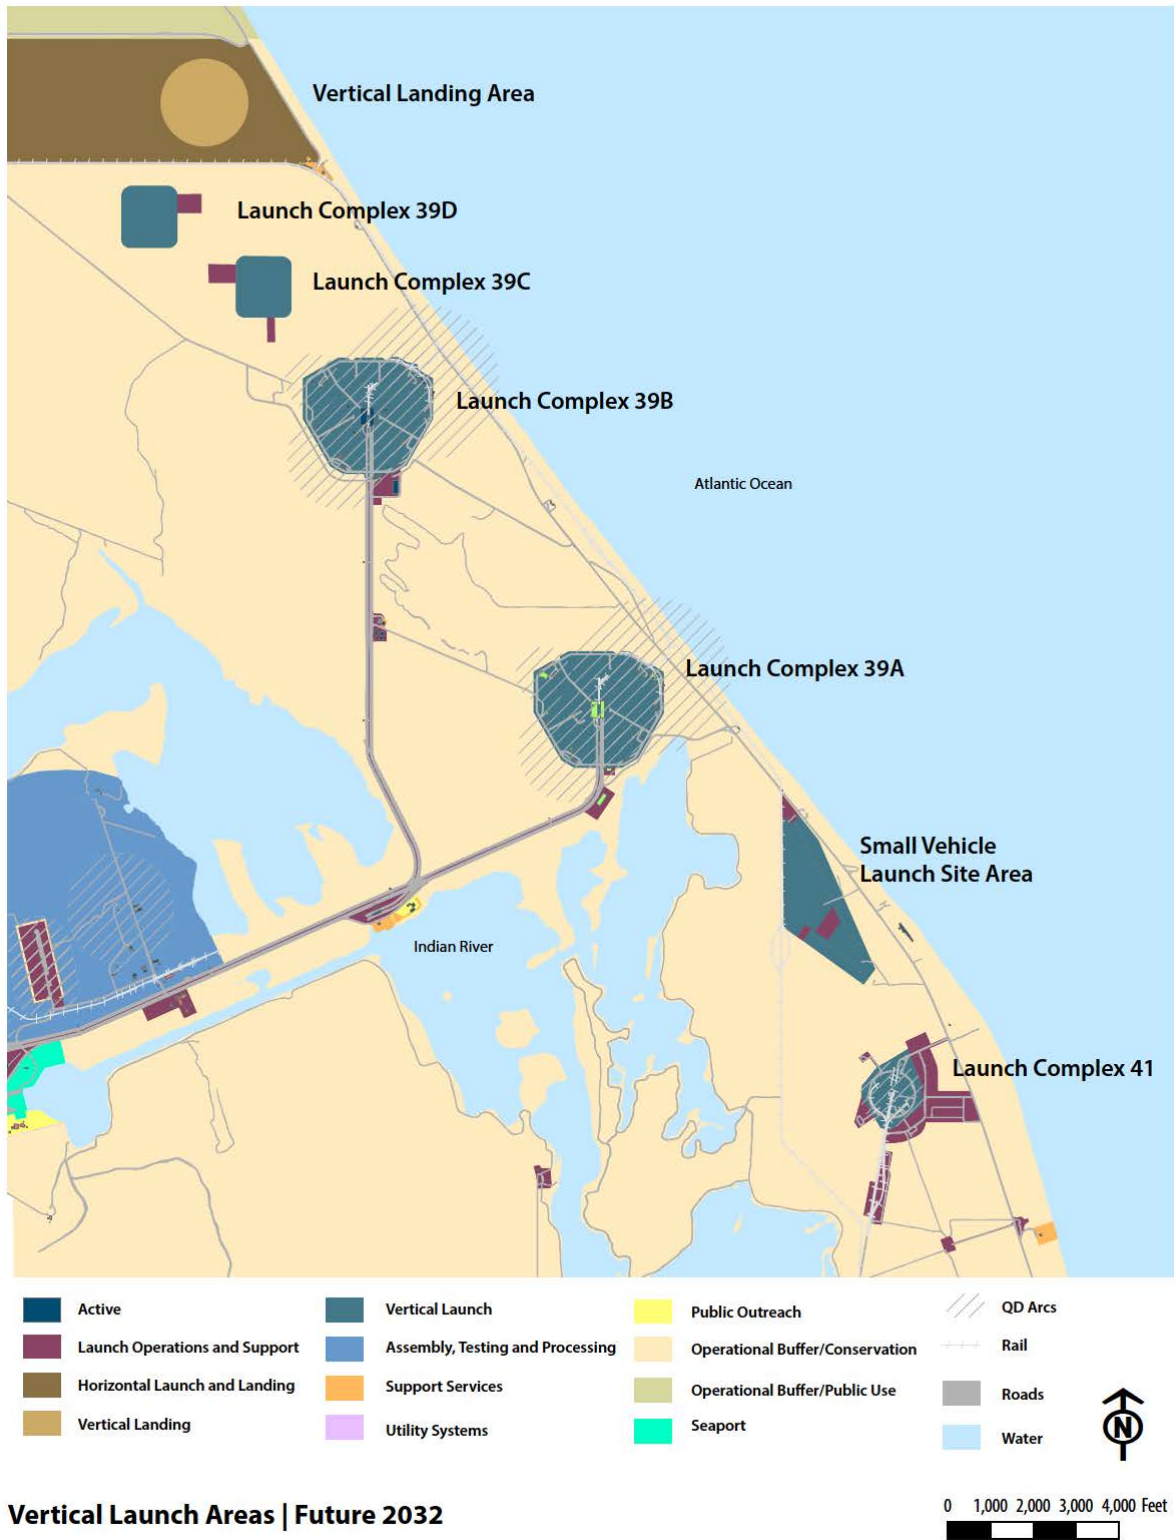 Vertical Landing Area
Launch Complex 39D
Launch Complex 39C
Launch Complex 39B
Atlantic Ocean
Launch Complex 39A
Small Vehicle
Launch Site Area
Indian River
Launch Complex 41
Active
Launch Operations and Support
Horizontal Launch and Landing
Vertical Landing
Vertical Launch
Assembly, Testing and Processing
Support Services
Utility Systems
Public Outreach
Operational Buffer/Conservation
Operational Buffer/Public Use
Seaport
QD Arcs
Rail
Roads
Water
N
Vertical Launch Areas | Future 2032
0 1,000 2,000 3,000 4,000 Feet